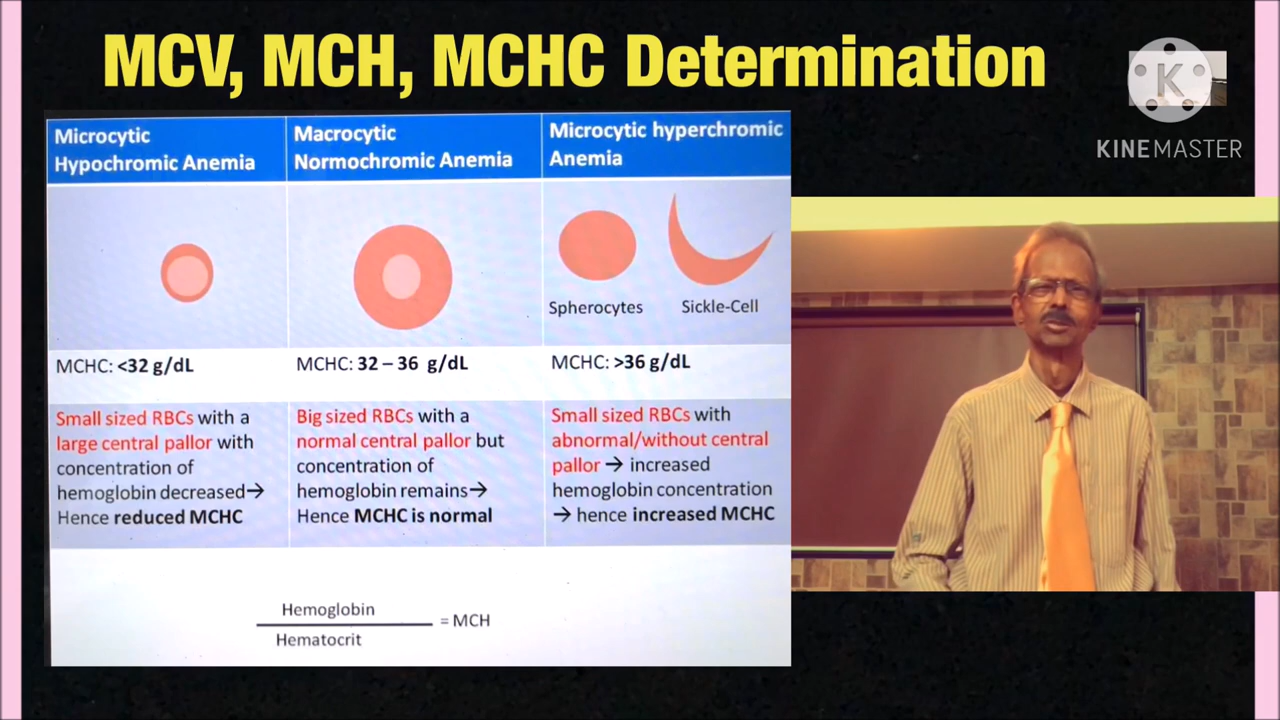 MCV, MCH, MCHC Determination
K
KINEMASTER
Microcytic
Hypochromic Anemia
Macrocytic
Normochromic Anemia
Microcytic hyperchromic
Anemia
Spherocytes
Sickle-Cell
MCHC: <32 g/dL
MCHC: 32 – 36 g/dL
MCHC: >36 g/dL
Small sized RBCs with a
large central pallor with
concentration of
hemoglobin decreased→
Hence reduced MCHC
Big sized RBCs with a
normal central pallor but
concentration of
hemoglobin remains→
Hence MCHC is normal
Small sized RBCs with
abnormal/without central
pallor → increased
hemoglobin concentration
→ hence increased MCHC
Hemoglobin
= MCH
Hematocrit